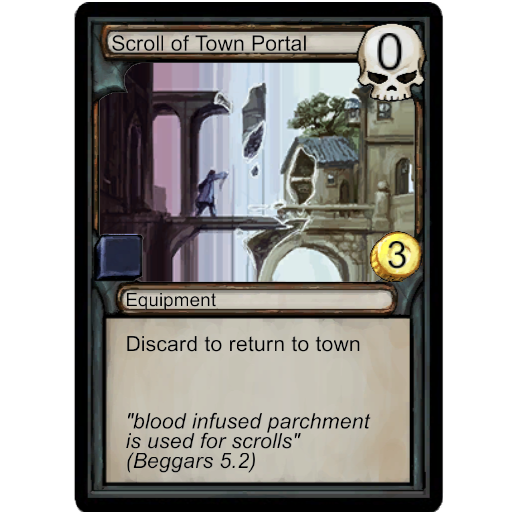 Scroll of Town Portal
0
3
Equipment
Discard to return to town
"blood infused parchment
is used for scrolls"
(Beggars 5.2)